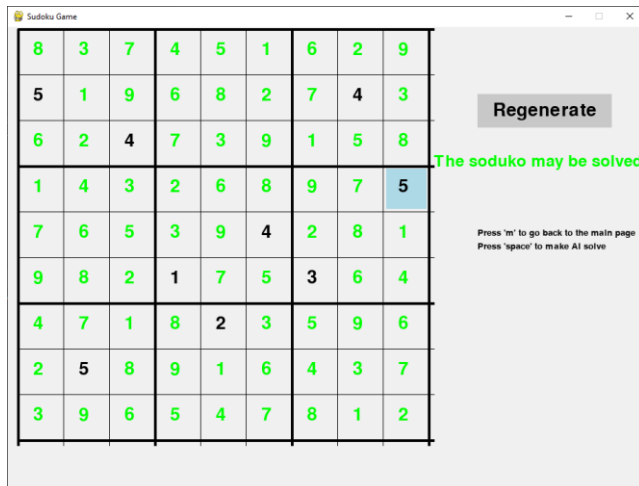 Sudoku Game
8 3 7 4 5 1 6 2 9
5 1 9 6 8 2 7 4 3
6 2 4 7 3 9 1 5 8
1 4 3 2 6 8 9 7 5
7 6 5 3 9 4 2 8 1
9 8 2 1 7 5 3 6 4
4 7 1 8 2 3 5 9 6
2 5 8 9 1 6 4 3 7
3 9 6 5 4 7 8 1 2
Regenerate
The soduko may be solved
Press 'm' to go back to the main page
Press 'space' to make AI solve